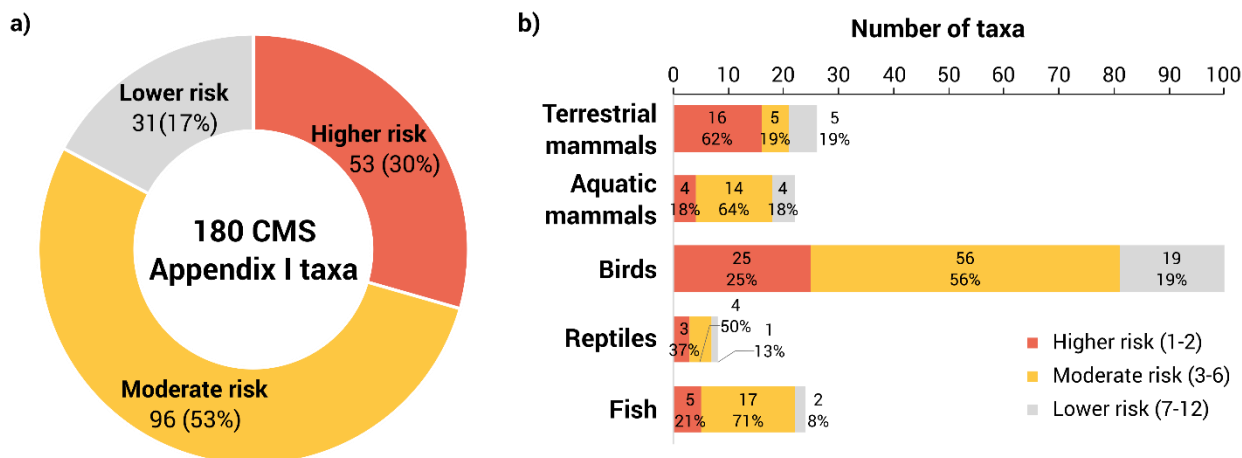 a)
Lower risk
31(17%)
Higher risk
53 (30%)
180 CMS
Appendix I taxa
Moderate risk
96 (53%)
b)
Number of taxa
0 10 20 30 40 50 60 70 80 90 100
Terrestrial
mammals
16 5 5
62% 19% 19%
Aquatic
mammals
4 14 4
18% 64% 18%
Birds
25 56 19
25% 56% 19%
Reptiles
3 4 1
37% 50% 13%
Fish
5 17 2
21% 71% 8%
Higher risk (1-2)
Moderate risk (3-6)
Lower risk (7-12)